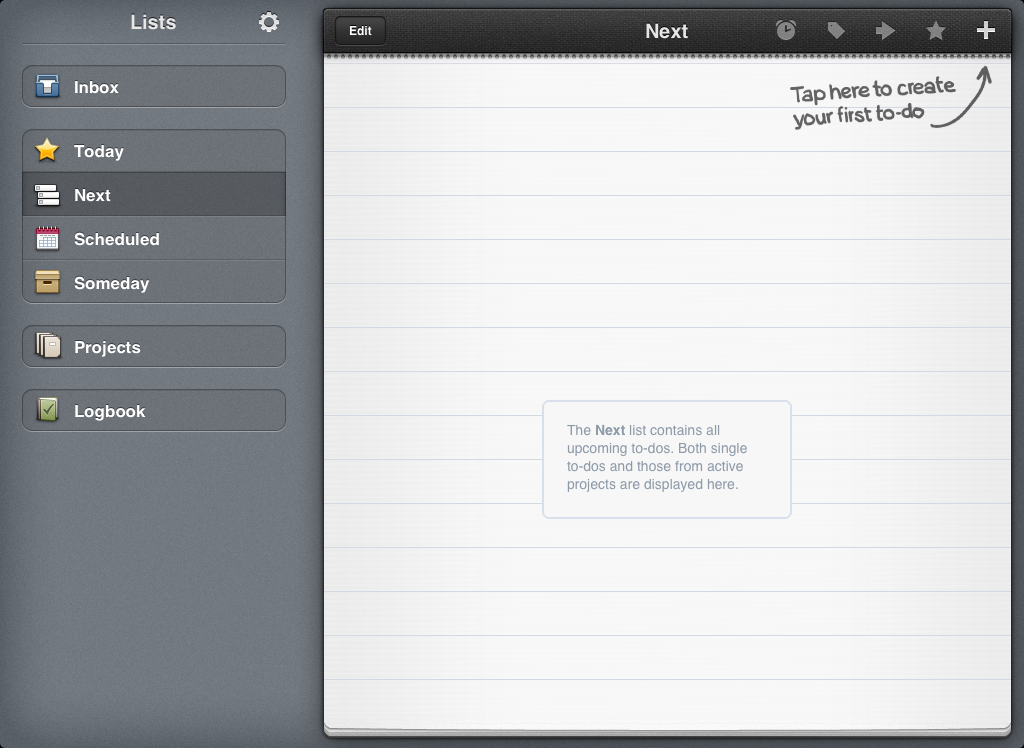 Lists
Inbox
Today
Next
Scheduled
Someday
Projects
Logbook
Edit
Next
Tap here to create
your first to-do
The Next list contains all
upcoming to-dos. Both single
to-dos and those from active
projects are displayed here.